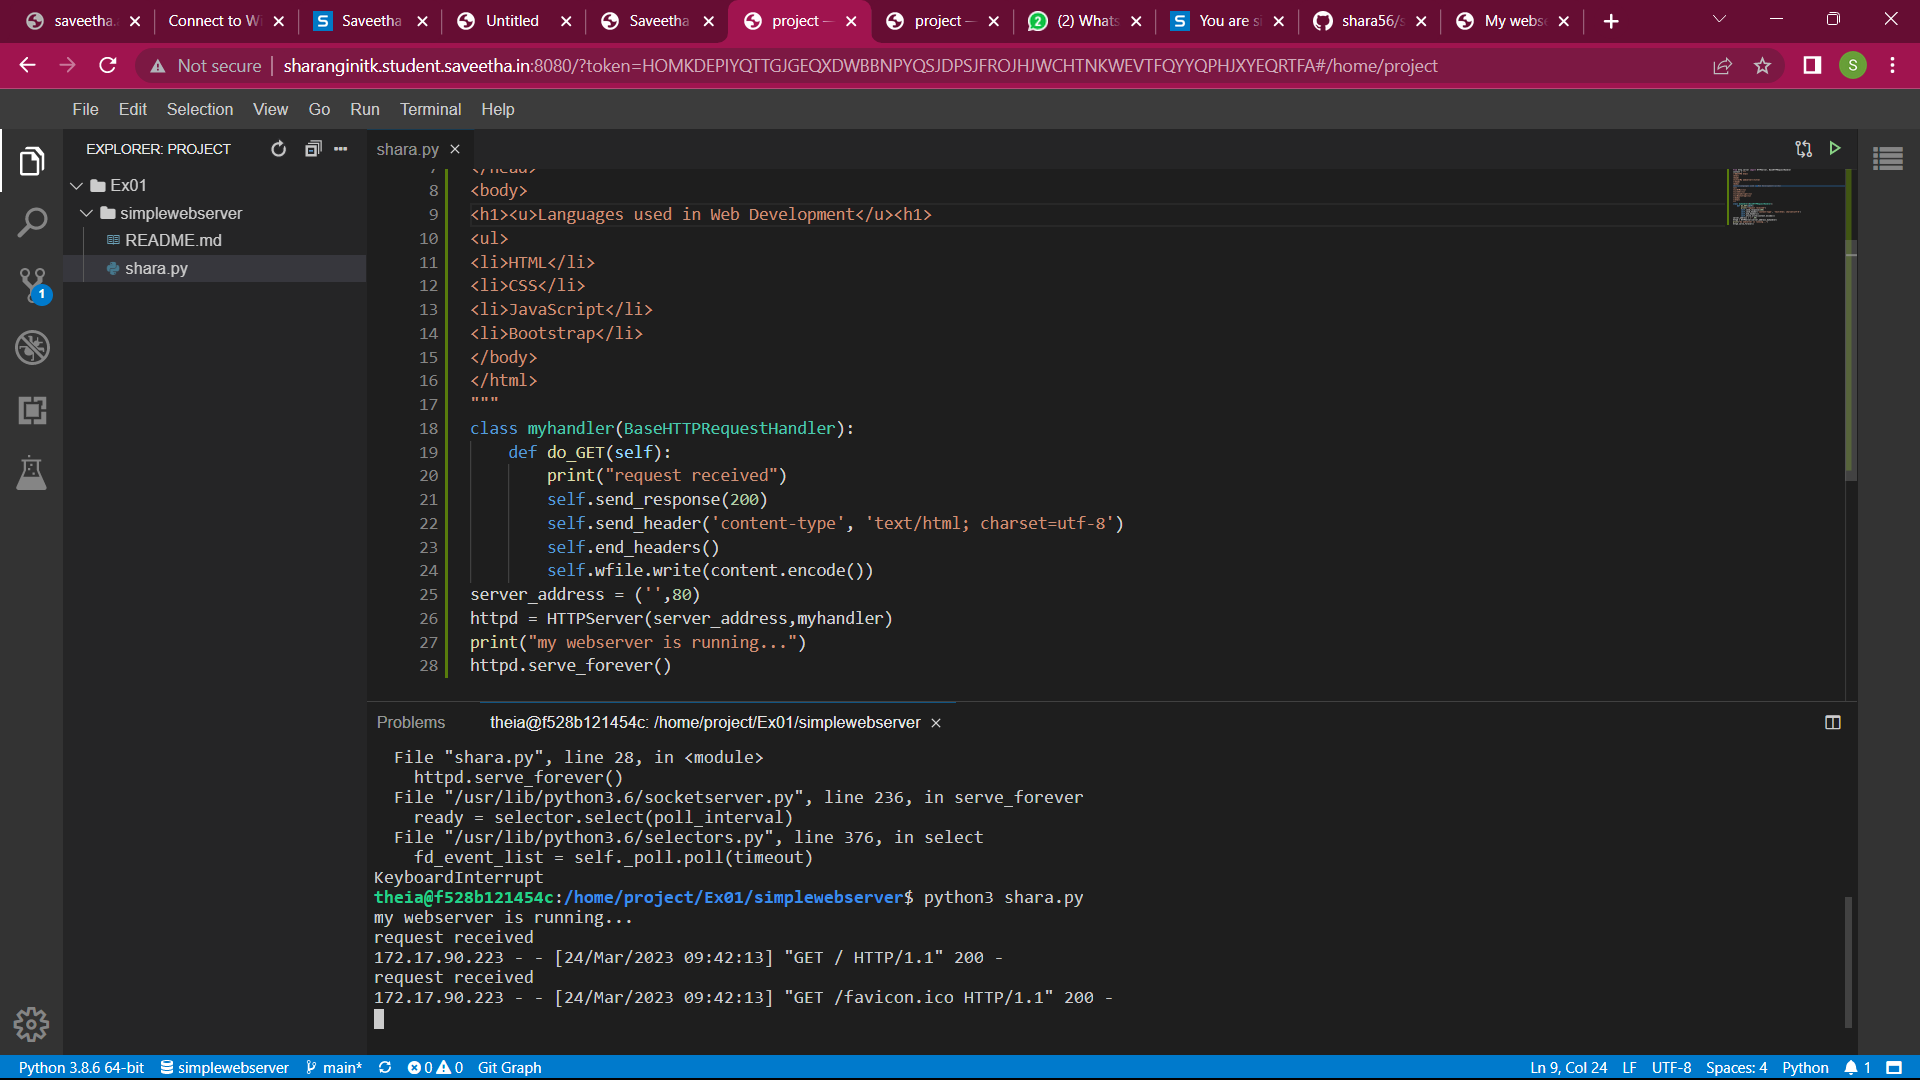 saveetha.
Connect to Wi
S Saveetha
Untitled
Saveetha
project —
project —
(2) Whats
S You are si
shara56/s
My webs
Not secure
sharanginitk.student.saveetha.in:8080/?token=HOMKDEPIYQTTGJGEQXDWBBNPYQSJDPSJFROJHJWCHTNKWEVTFQYYQPHJXYEQRTFA#/home/project
S
File Edit Selection View Go Run Terminal Help
EXPLORER: PROJECT
Ex01
simplewebserver
README.md
shara.py
1
shara.py
7 </head>
8 <body>
9 <h1><u>Languages used in Web Development</u><h1>
10 <ul>
11 <li>HTML</li>
12 <li>CSS</li>
13 <li>JavaScript</li>
14 <li>Bootstrap</li>
15 </body>
16 </html>
17 """
18 class myhandler(BaseHTTPRequestHandler):
19 def do_GET(self):
20 print("request received")
21 self.send_response(200)
22 self.send_header('content-type', 'text/html; charset=utf-8')
23 self.end_headers()
24 self.wfile.write(content.encode())
25 server_address = ('',80)
26 httpd = HTTPServer(server_address,myhandler)
27 print("my webserver is running...")
28 httpd.serve_forever()
Problems theia@f528b121454c: /home/project/Ex01/simplewebserver
File "shara.py", line 28, in <module>
httpd.serve_forever()
File "/usr/lib/python3.6/socketserver.py", line 236, in serve_forever
ready = selector.select(poll_interval)
File "/usr/lib/python3.6/selectors.py", line 376, in select
fd_event_list = self._poll.poll(timeout)
KeyboardInterrupt
theia@f528b121454c:/home/project/Ex01/simplewebserver$ python3 shara.py
my webserver is running...
request received
172.17.90.223 - - [24/Mar/2023 09:42:13] "GET / HTTP/1.1" 200 -
request received
172.17.90.223 - - [24/Mar/2023 09:42:13] "GET /favicon.ico HTTP/1.1" 200 -
Python 3.8.6 64-bit simplewebserver main* 0 0 Git Graph Ln 9, Col 24 LF UTF-8 Spaces: 4 Python 1